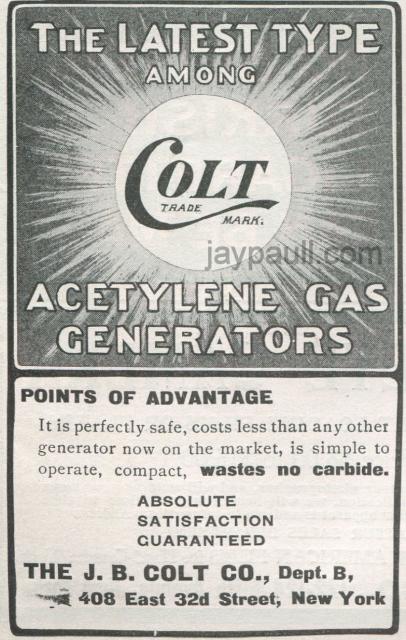 THE LATEST TYPE
AMONG
COLT
TRADE MARK.
jaypaull.com
ACETYLENE GAS
GENERATORS
POINTS OF ADVANTAGE
It is perfectly safe, costs less than any other
generator now on the market, is simple to
operate, compact, wastes no carbide.
ABSOLUTE
SATISFACTION
GUARANTEED
THE J. B. COLT CO., Dept. B,
408 East 32d Street, New York